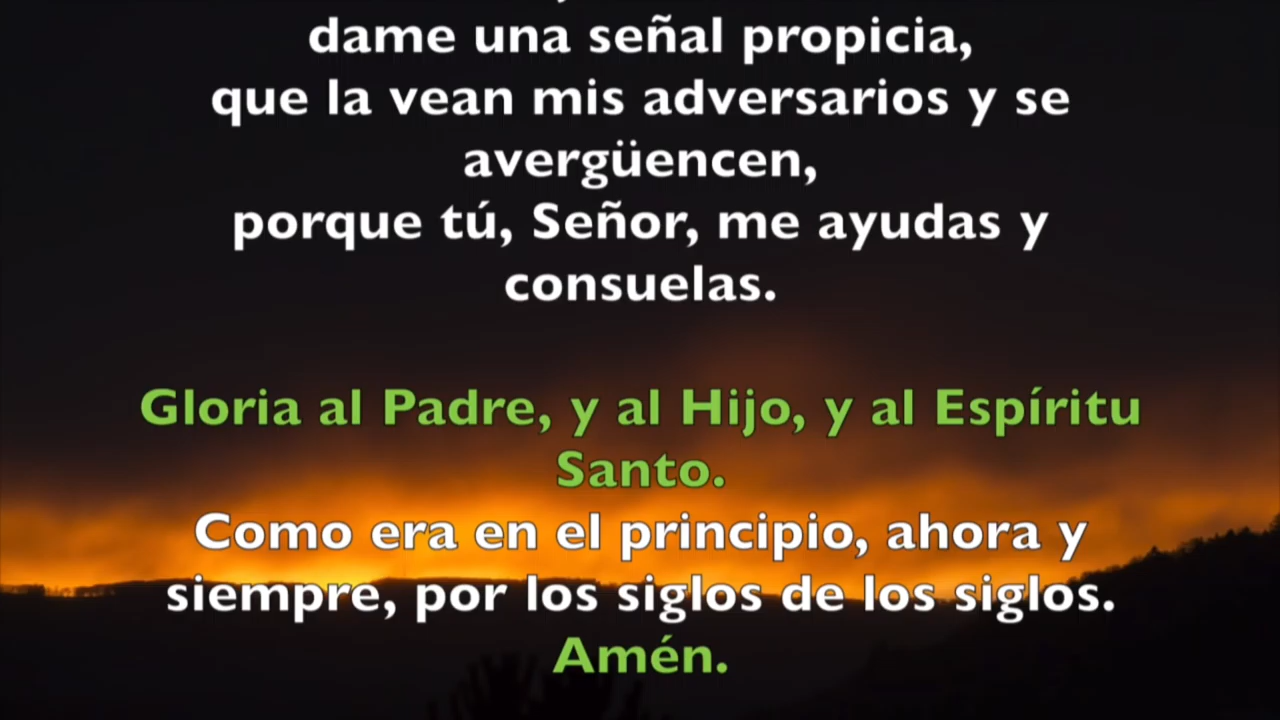 dame una señal propicia,
que la vean mis adversarios y se
avergüencen,
porque tú, Señor, me ayudas y
consuelas.
Gloria al Padre, y al Hijo, y al Espíritu
Santo.
Como era en el principio, ahora y
siempre, por los siglos de los siglos.
Amén.